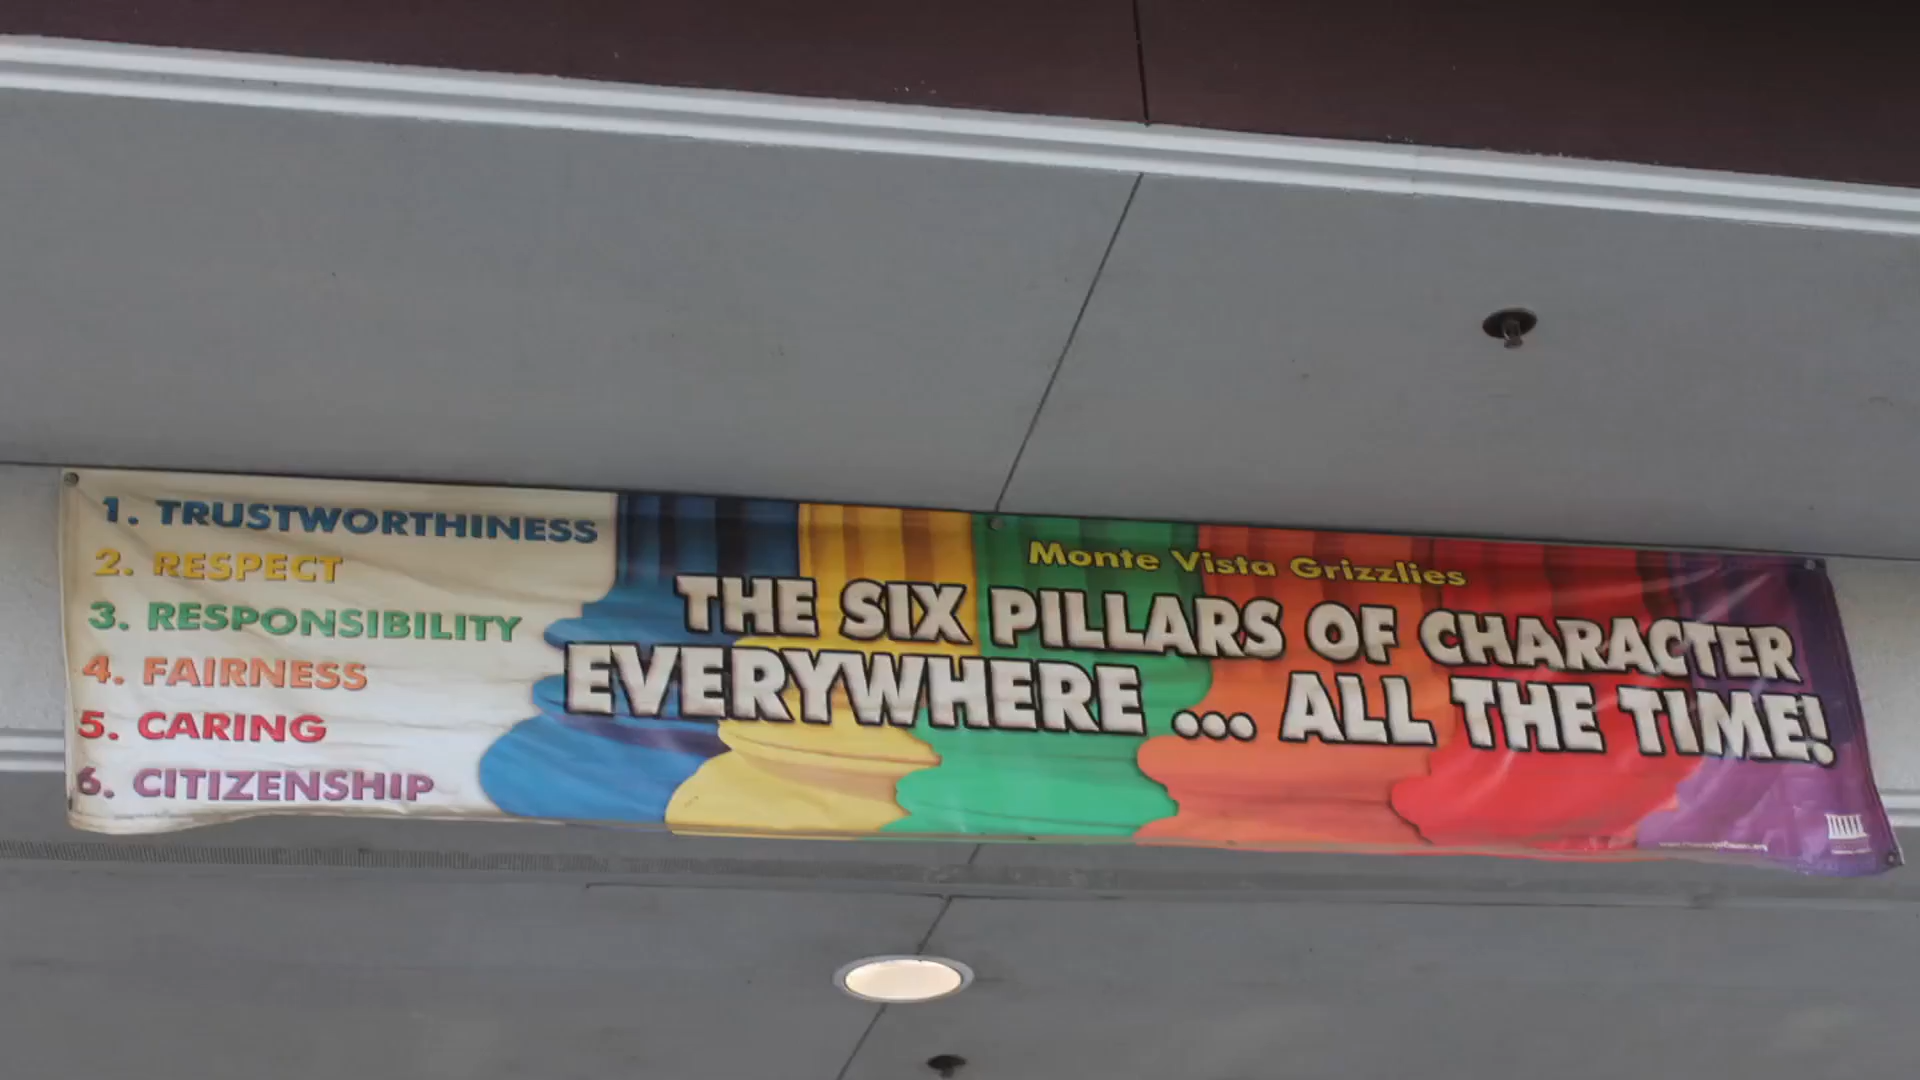 1. TRUSTWORTHINESS
2. RESPECT
3. RESPONSIBILITY
4. FAIRNESS
5. CARING
6. CITIZENSHIP
Monte Vista Grizzlies
THE SIX PILLARS OF CHARACTER
EVERYWHERE ... ALL THE TIME!